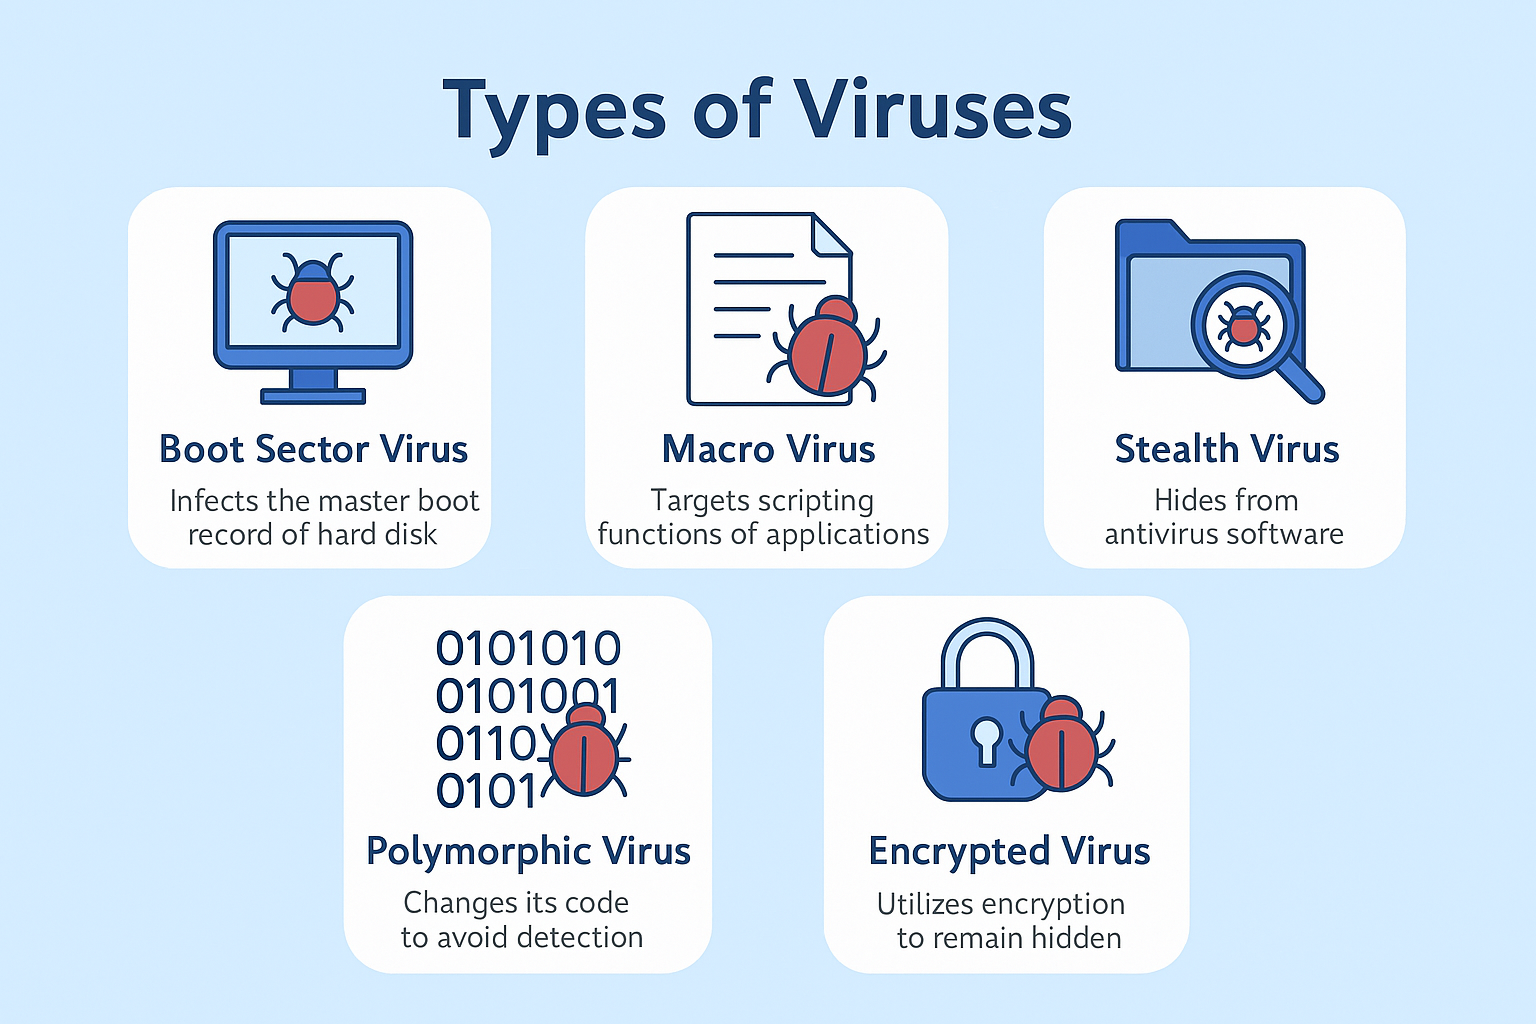 Types of Viruses
Boot Sector Virus
Infects the master boot
record of hard disk
Macro Virus
Targets scripting
functions of applications
Stealth Virus
Hides from
antivirus software
0101010
0101001
0110
0101
Polymorphic Virus
Changes its code
to avoid detection
Encrypted Virus
Utilizes encryption
to remain hidden